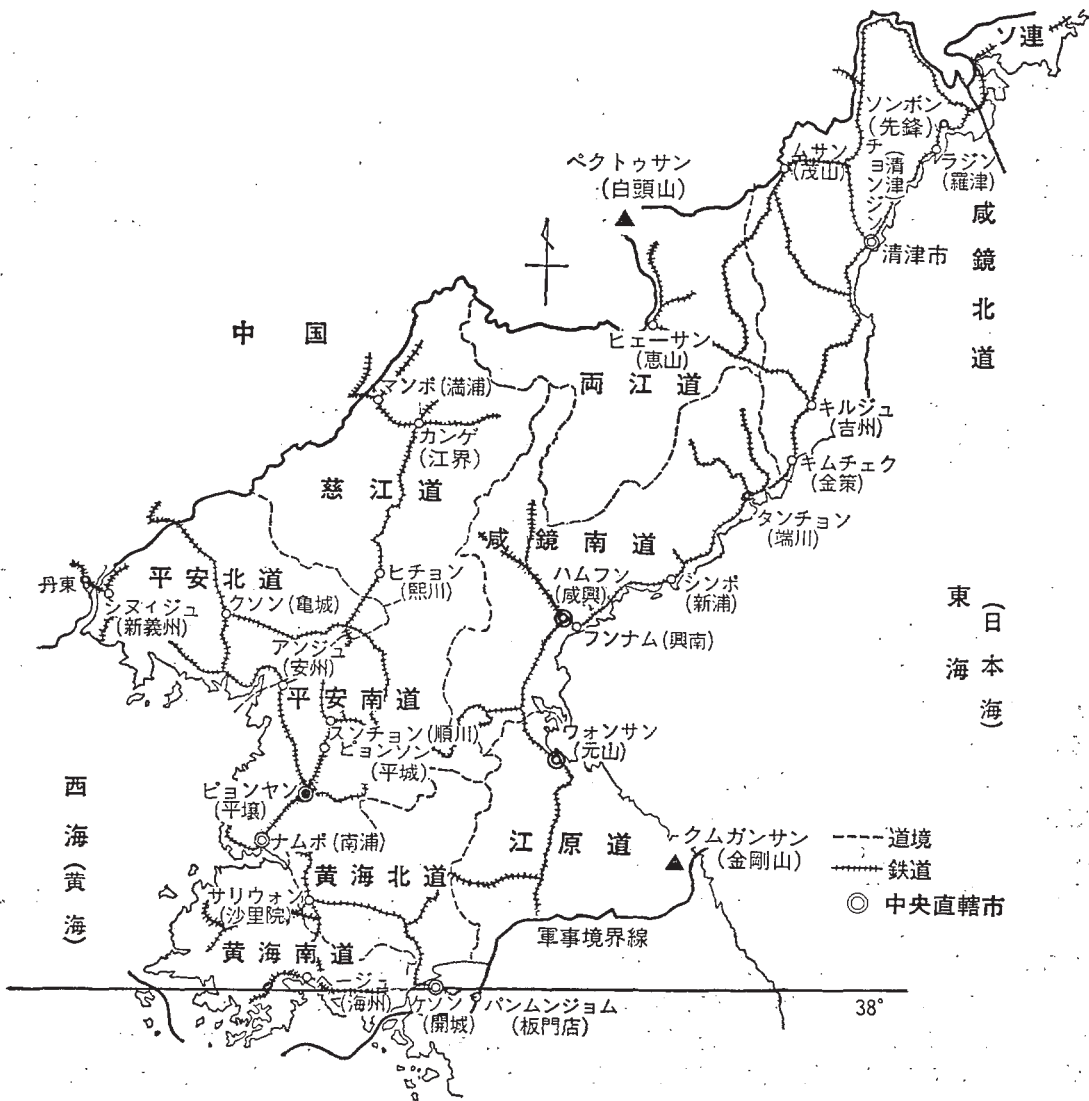 ソ連
ソンボン
(先鋒)
ラジン
(羅津)
チョンジン
(清津)
清津市
ムサン
(茂山)
ペクトゥサン
(白頭山)
咸鏡北道
中国
ヒェーサン
(恵山)
両江道
マンポ(満浦)
カンゲ
(江界)
キルジュ
(吉州)
キムチェク
(金策)
慈江道
タンチョン
(端川)
咸鏡南道
ハムフン
(咸興)
シンポ
(新浦)
フンナム(興南)
丹東
平安北道
ヒチョン
(熙川)
シヌィジュ
(新義州)
クソン(亀城)
アンジュ
(安州)
平安南道
東海
(日本海)
スンチョン(順川)
ピョンソン
(平城)
ウォンサン
(元山)
西海(黄海)
ピョンヤン
(平壌)
ナムポ(南浦)
江原道
クムガンサン
(金剛山)
道境
鉄道
中央直轄市
黄海北道
サリウォン
(沙里院)
軍事境界線
黄海南道
ージュ
(海州)
ケソン
(開城)
パンムンジョム
(板門店)
38°